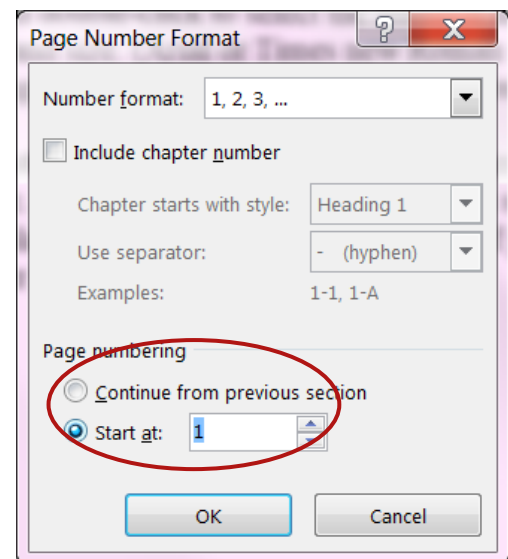 Page Number Format
Number format: 1, 2, 3, ...
Include chapter number
Chapter starts with style: Heading 1
Use separator: - (hyphen)
Examples: 1-1, 1-A
Page numbering
Continue from previous section
Start at: 1
OK Cancel